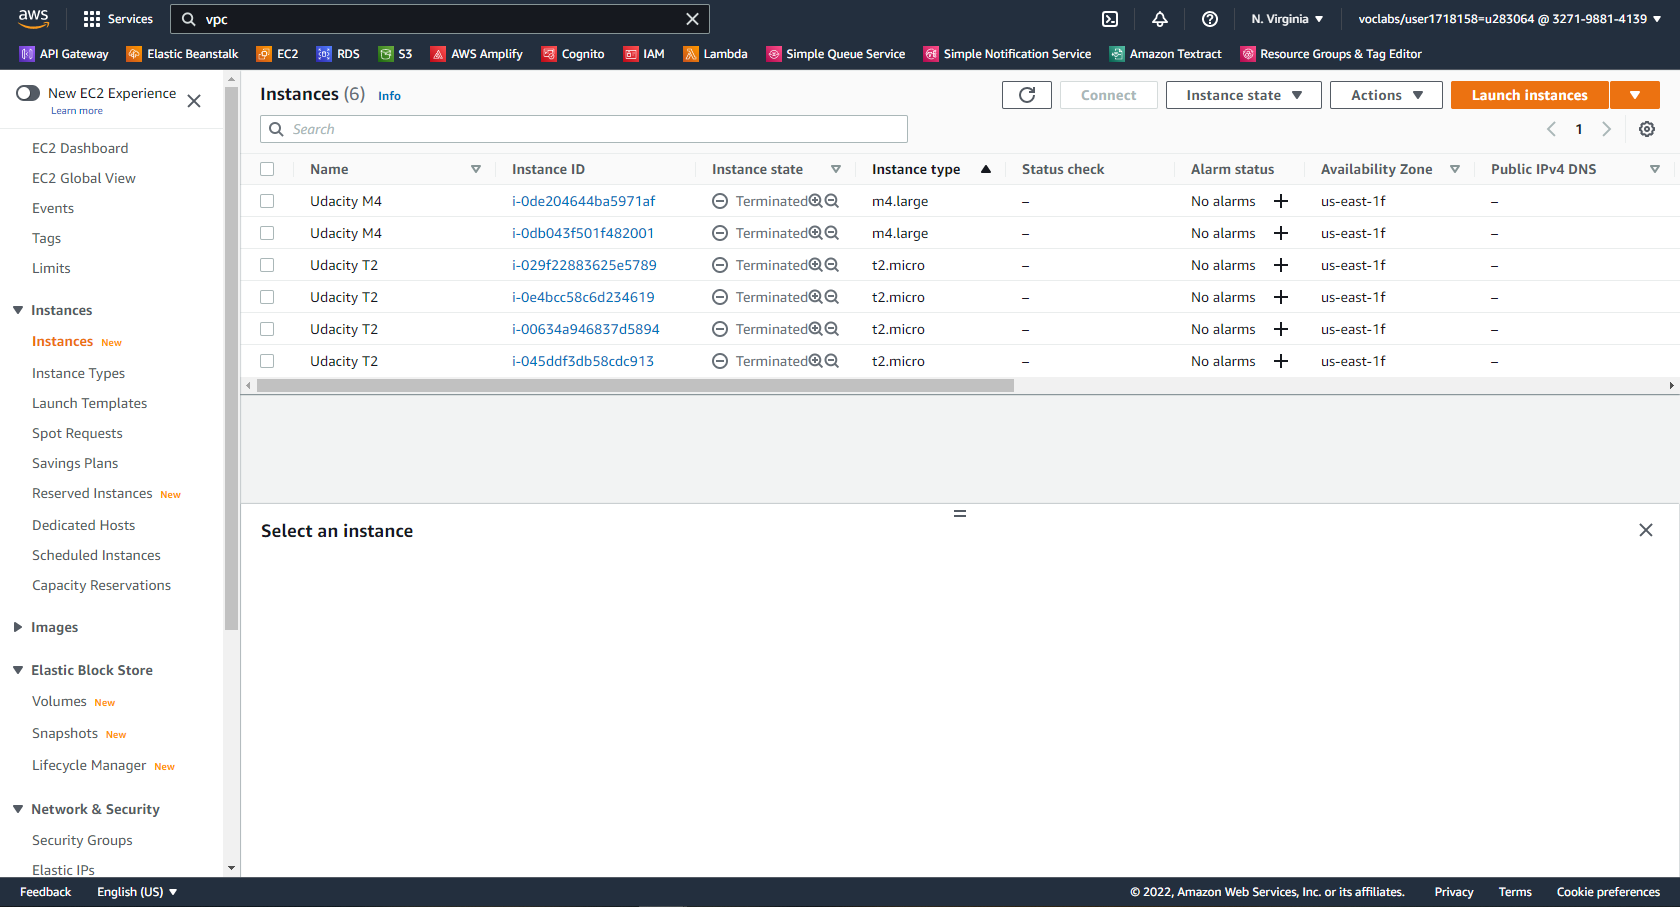 aws Services vpc N. Virginia voclabs/user1718158=u283064 @ 3271-9881-4139
API Gateway Elastic Beanstalk EC2 RDS S3 AWS Amplify Cognito IAM Lambda Simple Queue Service Simple Notification Service Amazon Textract Resource Groups & Tag Editor
New EC2 Experience
Learn more
EC2 Dashboard
EC2 Global View
Events
Tags
Limits
Instances
Instances New
Instance Types
Launch Templates
Spot Requests
Savings Plans
Reserved Instances New
Dedicated Hosts
Scheduled Instances
Capacity Reservations
Images
Elastic Block Store
Volumes New
Snapshots New
Lifecycle Manager New
Network & Security
Security Groups
Elastic IPs
Instances (6) Info Connect Instance state Actions Launch instances
Search 1
Name Instance ID Instance state Instance type Status check Alarm status Availability Zone Public IPv4 DNS
Udacity M4 i-0de204644ba5971af Terminated m4.large – No alarms + us-east-1f –
Udacity M4 i-0db043f501f482001 Terminated m4.large – No alarms + us-east-1f –
Udacity T2 i-029f22883625e5789 Terminated t2.micro – No alarms + us-east-1f –
Udacity T2 i-0e4bcc58c6d234619 Terminated t2.micro – No alarms + us-east-1f –
Udacity T2 i-00634a946837d5894 Terminated t2.micro – No alarms + us-east-1f –
Udacity T2 i-045ddf3db58cdc913 Terminated t2.micro – No alarms + us-east-1f –
Select an instance
Feedback English (US) © 2022, Amazon Web Services, Inc. or its affiliates. Privacy Terms Cookie preferences